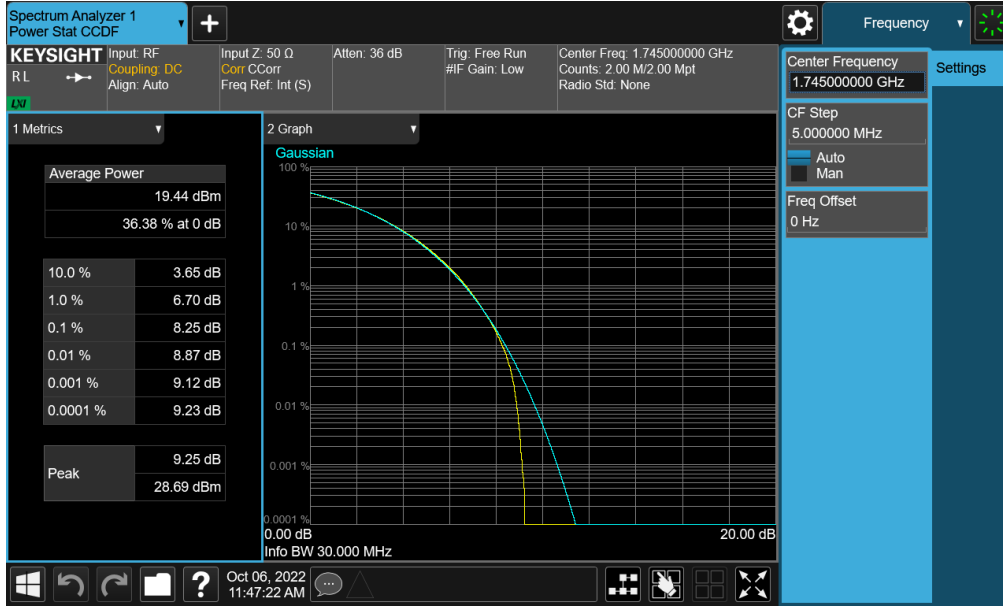 Spectrum Analyzer 1
Power Stat CCDF
+
Frequency
KEYSIGHT
R L
LXI
Input: RF
Coupling: DC
Align: Auto
Input Z: 50 Ω
Corr CCorr
Freq Ref: Int (S)
Atten: 36 dB
Trig: Free Run
#IF Gain: Low
Center Freq: 1.745000000 GHz
Counts: 2.00 M/2.00 Mpt
Radio Std: None
Center Frequency
1.745000000 GHz
Settings
CF Step
5.000000 MHz
Auto
Man
Freq Offset
0 Hz
1 Metrics
Average Power
19.44 dBm
36.38 % at 0 dB
10.0 % 3.65 dB
1.0 % 6.70 dB
0.1 % 8.25 dB
0.01 % 8.87 dB
0.001 % 9.12 dB
0.0001 % 9.23 dB
Peak
9.25 dB
28.69 dBm
2 Graph
Gaussian
100 %
10 %
1 %
0.1 %
0.01 %
0.001 %
0.0001 %
0.00 dB 20.00 dB
Info BW 30.000 MHz
?
Oct 06, 2022
11:47:22 AM